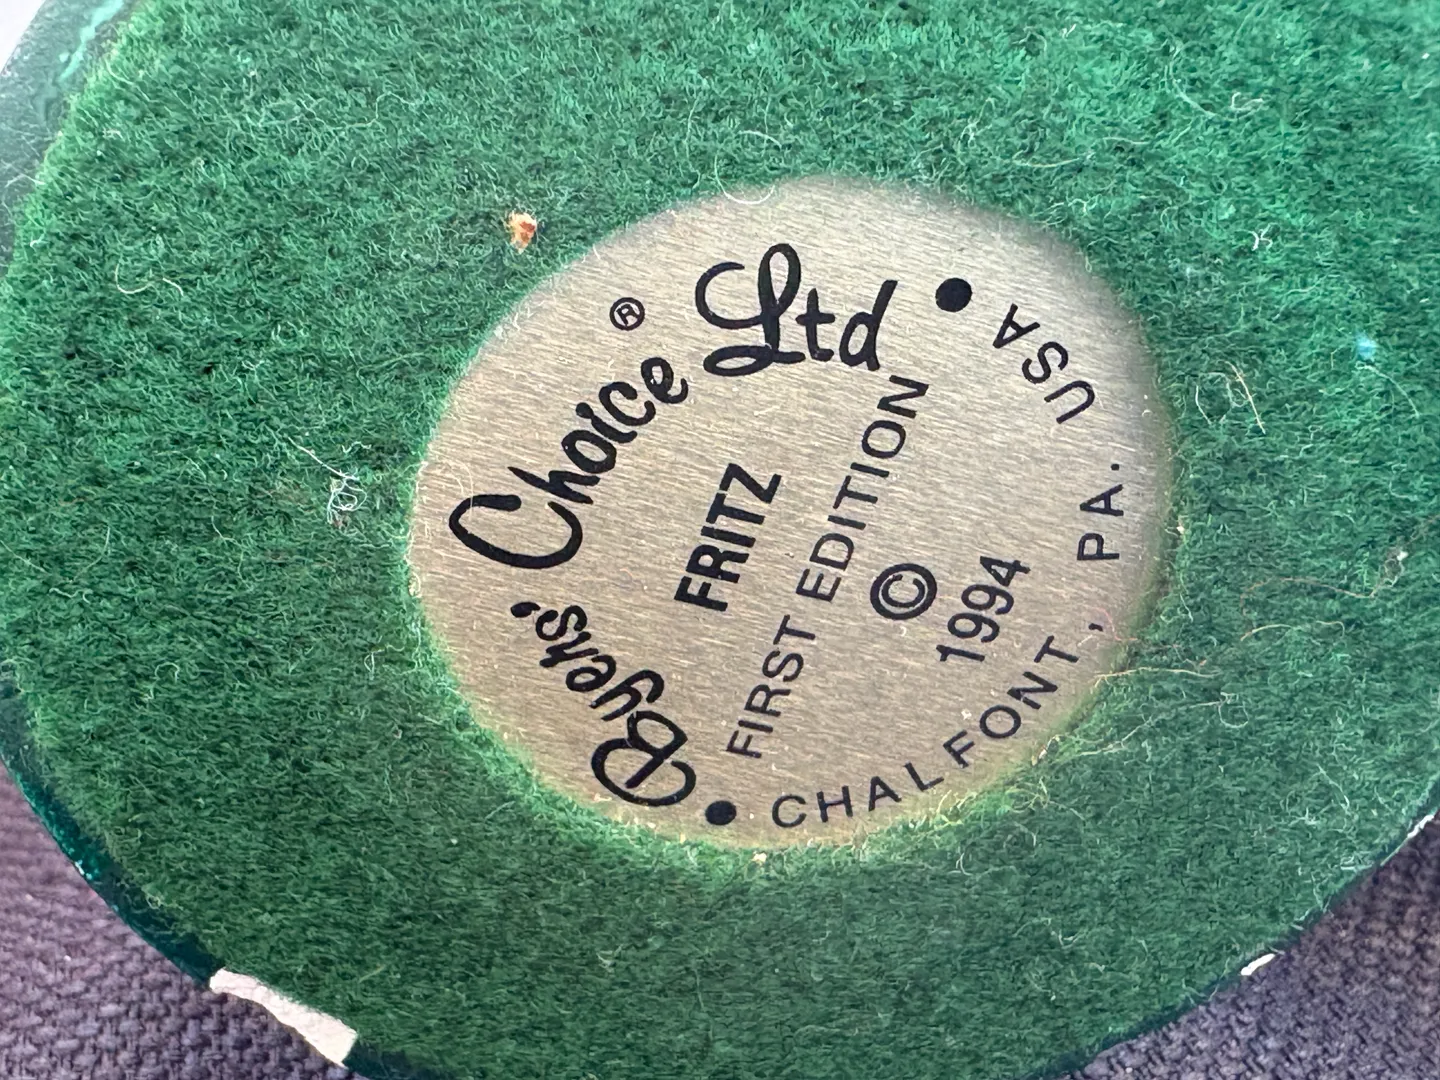 Byers' Choice® Ltd
FRITZ
FIRST EDITION
©
1994
• CHALFONT, PA. USA •